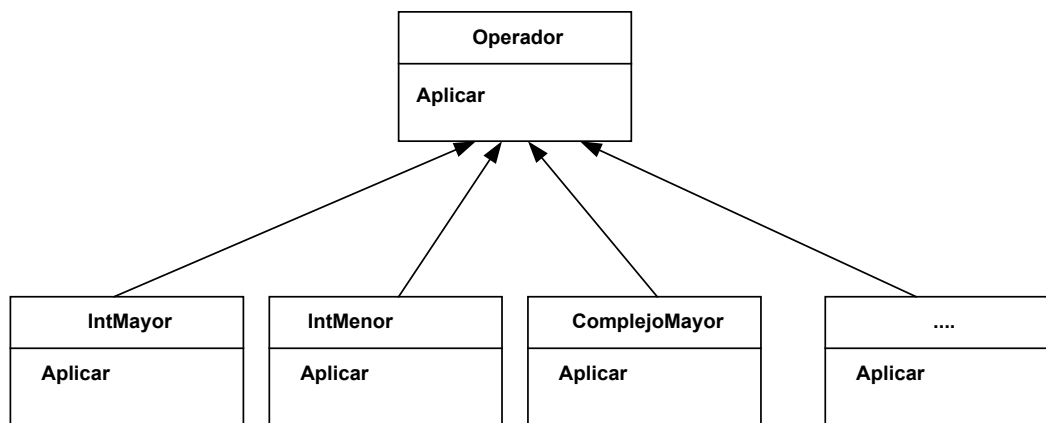 Operador
Aplicar
IntMayor
IntMenor
ComplejoMayor
....
Aplicar
Aplicar
Aplicar
Aplicar